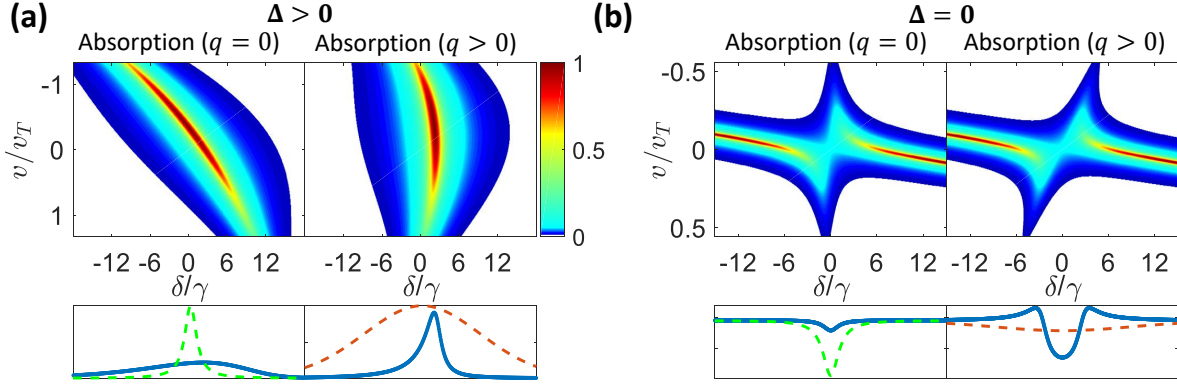 (a)
Δ > 0
Absorption (q = 0)
Absorption (q > 0)
v/v_T
-1
0
1
-12 -6 0 6 12
-12 -6 0 6 12
δ/γ
δ/γ
1
0.5
0
(b)
Δ = 0
Absorption (q = 0)
Absorption (q > 0)
v/v_T
-0.5
0
0.5
-12 -6 0 6 12
-12 -6 0 6 12
δ/γ
δ/γ